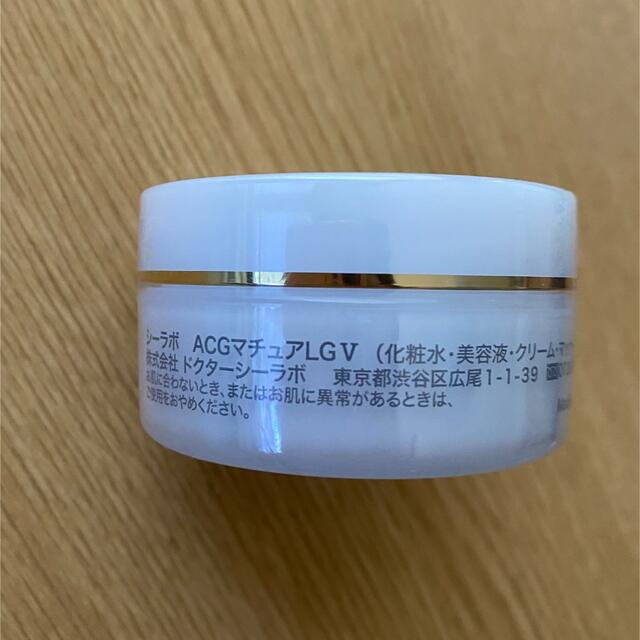 シーラボ ACGマチュアLGⅤ (化粧水・美容液・クリーム・マッ
株式会社 ドクターシーラボ 東京都渋谷区広尾1-1-39
お肌に合わないとき、またはお肌に異常があるときは、
ご使用をおやめください。